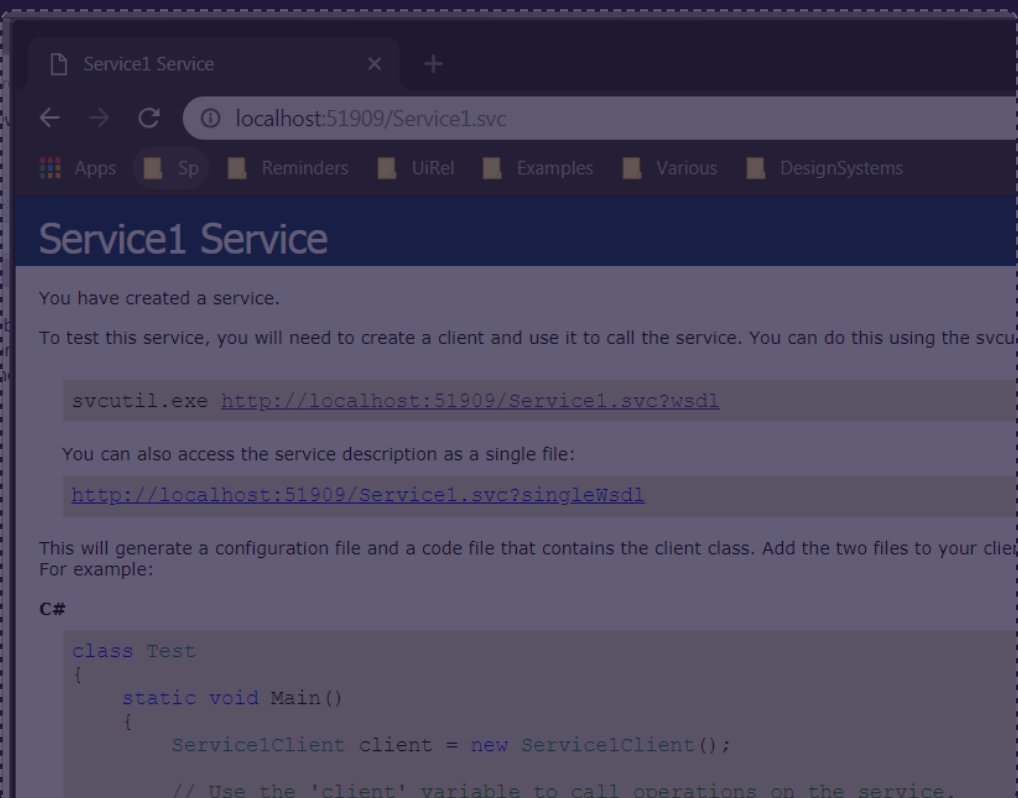 Service1 Service
localhost:51909/Service1.svc
Apps Sp Reminders UiRel Examples Various DesignSystems
Service1 Service
You have created a service.
To test this service, you will need to create a client and use it to call the service. You can do this using the svcu
svcutil.exe http://localhost:51909/Service1.svc?wsdl
You can also access the service description as a single file:
http://localhost:51909/Service1.svc?singleWsdl
This will generate a configuration file and a code file that contains the client class. Add the two files to your clie
For example:
C#
class Test
{
static void Main()
{
Service1Client client = new Service1Client();
// Use the 'client' variable to call operations on the service.